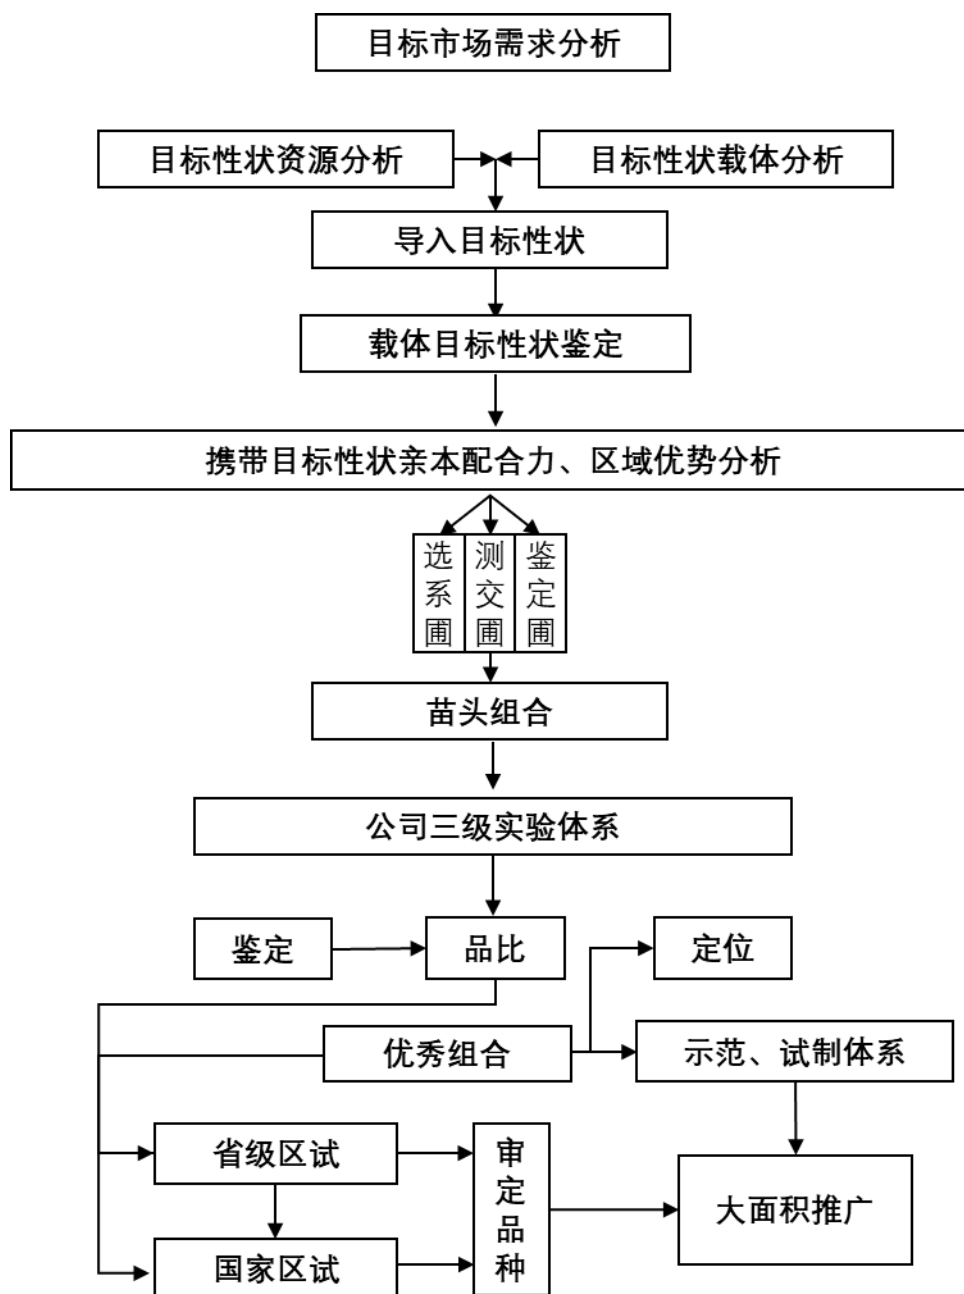 目标市场需求分析
目标性状资源分析
目标性状载体分析
导入目标性状
载体目标性状鉴定
携带目标性状亲本配合力、区域优势分析
选系圃
测交圃
鉴定圃
苗头组合
公司三级实验体系
鉴定
品比
定位
优秀组合
示范、试制体系
省级区试
审定品种
大面积推广
国家区试